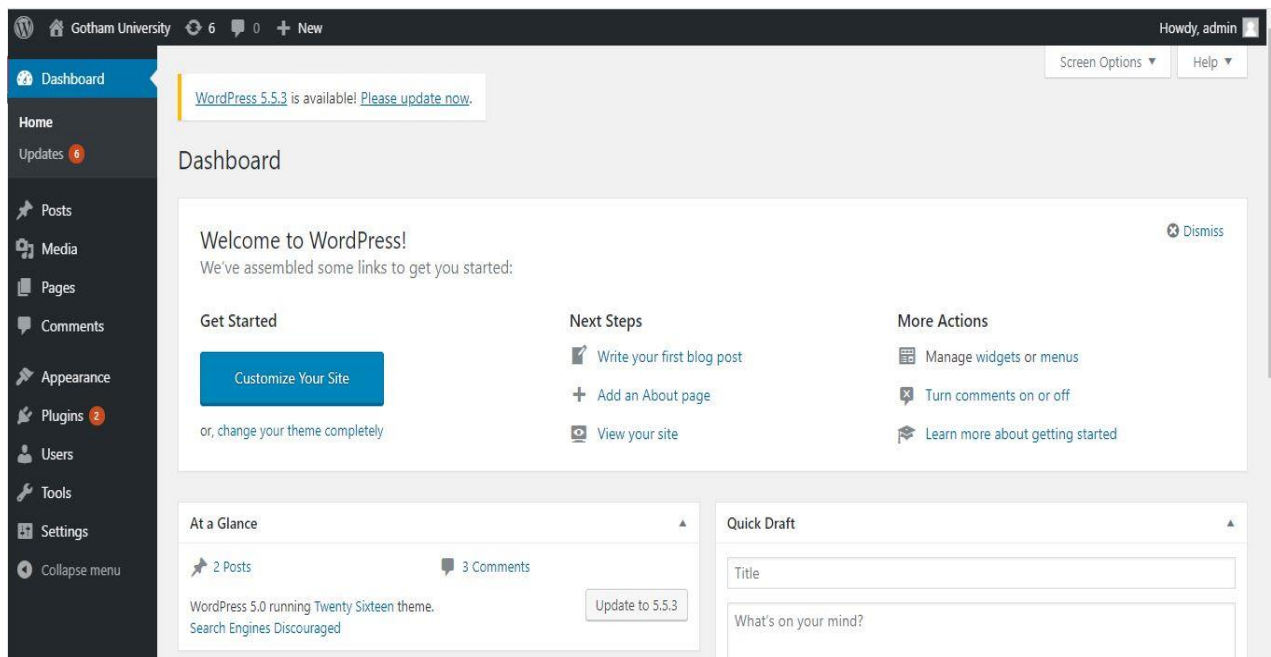 Gotham University 6 0 New Howdy, admin
Screen Options Help
Dashboard
Home
Updates 6
Posts
Media
Pages
Comments
Appearance
Plugins 2
Users
Tools
Settings
Collapse menu
WordPress 5.5.3 is available! Please update now.
Dashboard
Welcome to WordPress!
We've assembled some links to get you started:
Dismiss
Get Started
Customize Your Site
or, change your theme completely
Next Steps
Write your first blog post
Add an About page
View your site
More Actions
Manage widgets or menus
Turn comments on or off
Learn more about getting started
At a Glance
2 Posts 3 Comments
WordPress 5.0 running Twenty Sixteen theme.
Update to 5.5.3
Search Engines Discouraged
Quick Draft
Title
What's on your mind?